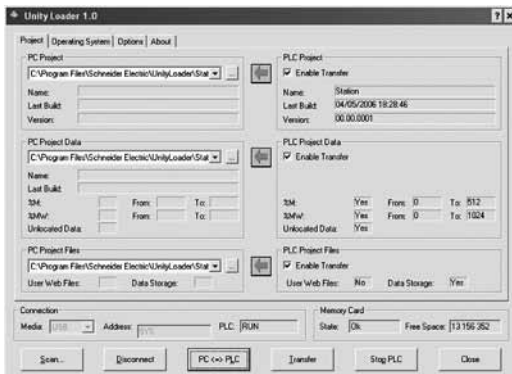 Unity Loader 1.0
Project Operating System Options About
PC Project
C:\Program Files\Schneider Electric\UnityLoader\Stat ...
Name:
Last Build:
Version:
PLC Project
Enable Transfer
Name: Station
Last Build: 04/05/2006 18:28:46
Version: 00.00.0001
PC Project Data
C:\Program Files\Schneider Electric\UnityLoader\Stat ...
Name:
Last Build:
%M: From: To:
%MW: From: To:
Unlocated Data:
PLC Project Data
Enable Transfer
%M: Yes From: 0 To: 512
%MW: Yes From: 0 To: 1024
Unlocated Data: Yes
PC Project Files
C:\Program Files\Schneider Electric\UnityLoader\Stat ...
User Web Files: Data Storage:
PLC Project Files
Enable Transfer
User Web Files: No Data Storage: Yes
Connection
Media: USB Address: SYS PLC: RUN
Memory Card
State: Ok Free Space: 13 156 352
Scan... Disconnect PC <=> PLC Transfer Stop PLC Close